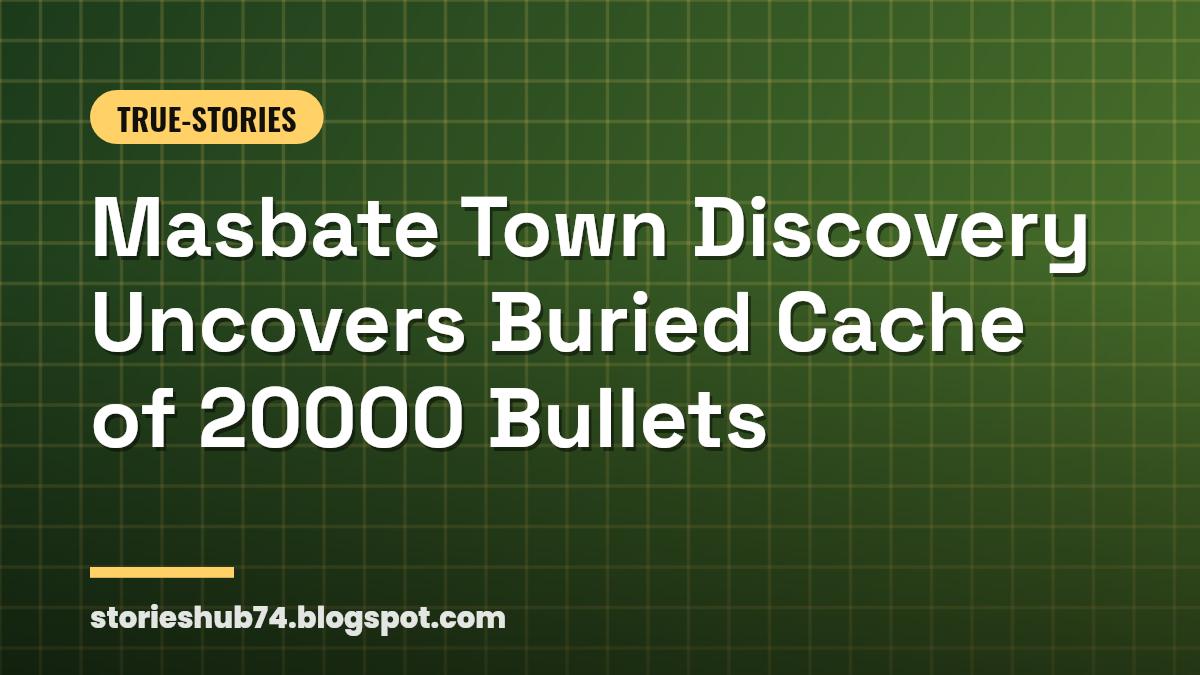 TRUE-STORIES
Masbate Town Discovery
Uncovers Buried Cache
of 20000 Bullets
storieshub74.blogspot.com